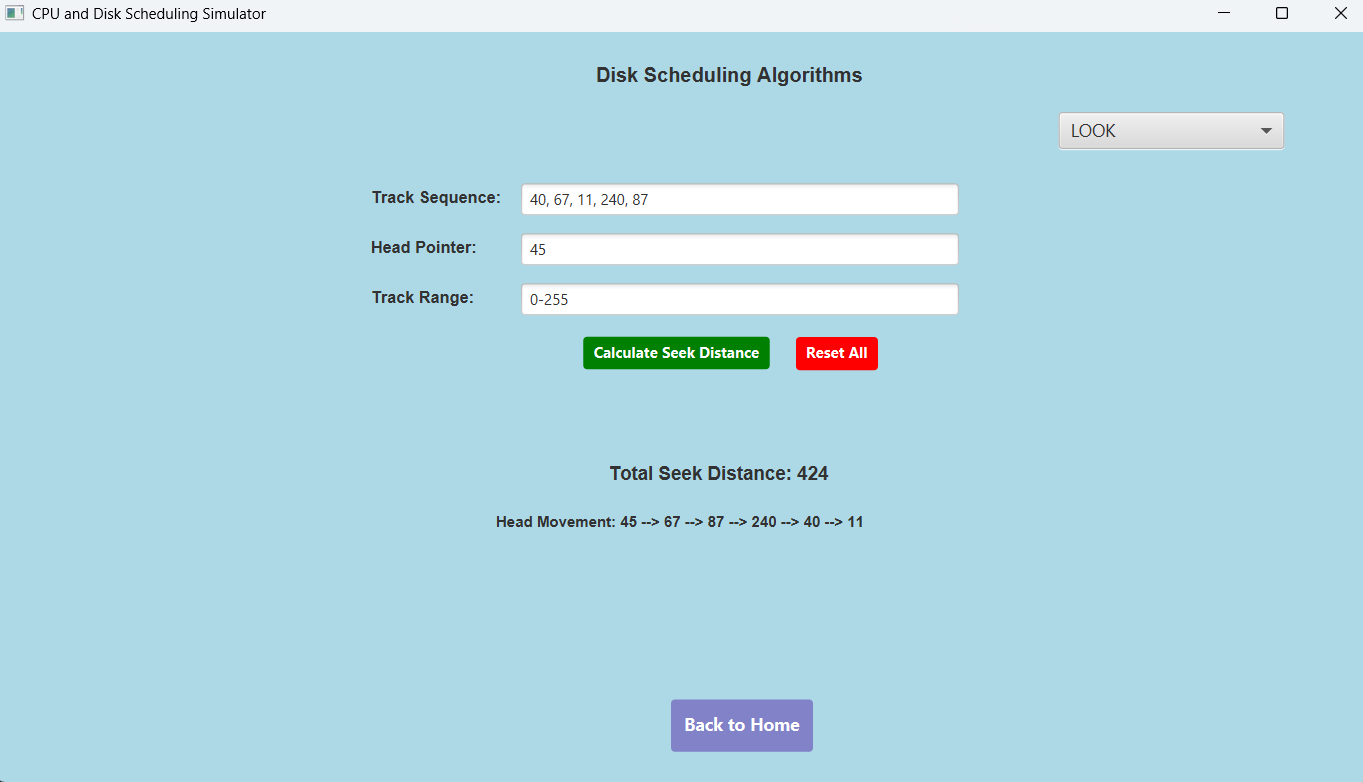 CPU and Disk Scheduling Simulator
Disk Scheduling Algorithms
LOOK
Track Sequence: 40, 67, 11, 240, 87
Head Pointer: 45
Track Range: 0-255
Calculate Seek Distance Reset All
Total Seek Distance: 424
Head Movement: 45 --> 67 --> 87 --> 240 --> 40 --> 11
Back to Home